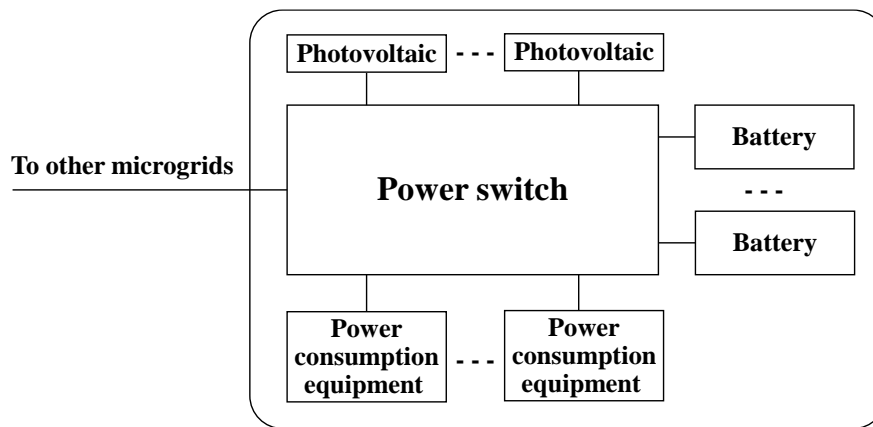 Photovoltaic - - - Photovoltaic
Battery
To other microgrids
Power switch
- - -
Battery
Power
consumption
equipment
- - -
Power
consumption
equipment